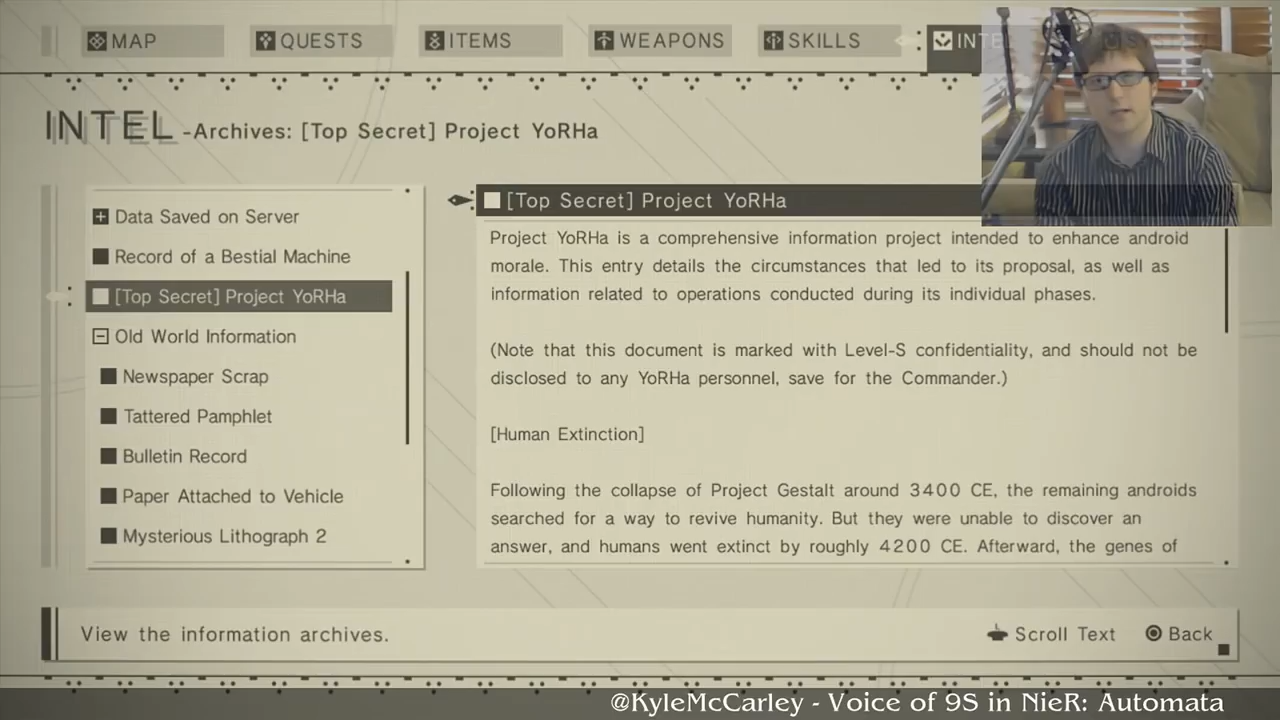 MAP
QUESTS
ITEMS
WEAPONS
SKILLS
INTEL
INTEL -Archives: [Top Secret] Project YoRHa
Data Saved on Server
Record of a Bestial Machine
[Top Secret] Project YoRHa
Old World Information
Newspaper Scrap
Tattered Pamphlet
Bulletin Record
Paper Attached to Vehicle
Mysterious Lithograph 2
[Top Secret] Project YoRHa
Project YoRHa is a comprehensive information project intended to enhance android
morale. This entry details the circumstances that led to its proposal, as well as
information related to operations conducted during its individual phases.
(Note that this document is marked with Level-S confidentiality, and should not be
disclosed to any YoRHa personnel, save for the Commander.)
[Human Extinction]
Following the collapse of Project Gestalt around 3400 CE, the remaining androids
searched for a way to revive humanity. But they were unable to discover an
answer, and humans went extinct by roughly 4200 CE. Afterward, the genes of
View the information archives.
Scroll Text
Back
@KyleMcCarley - Voice of 9S in NieR: Automata